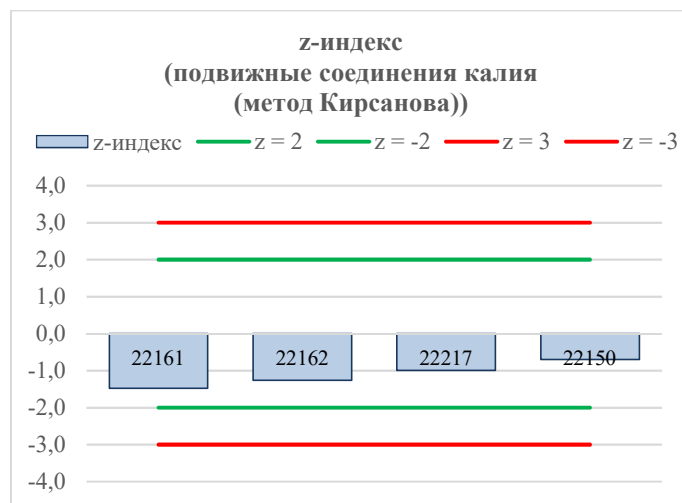 z-индекс
(подвижные соединения калия
(метод Кирсанова))
z-индекс z = 2 z = -2 z = 3 z = -3
4,0
3,0
2,0
1,0
0,0
22161 22162 22217 22150
-1,0
-2,0
-3,0
-4,0